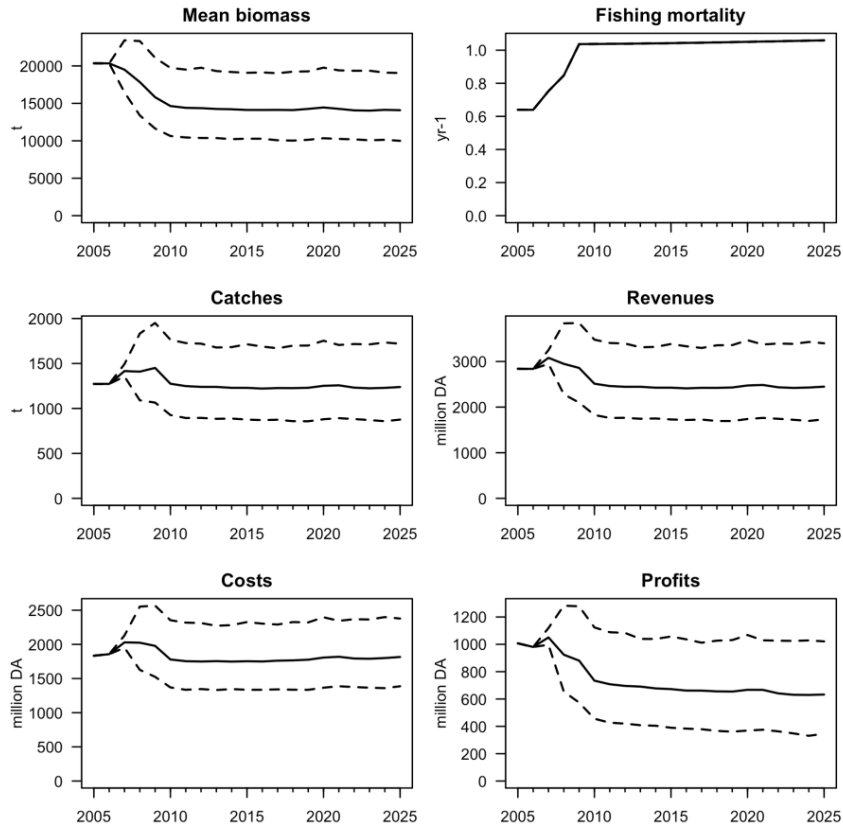 Mean biomass
t
20000
15000
10000
5000
0
2005 2010 2015 2020 2025
Fishing mortality
yr-1
1.0
0.8
0.6
0.4
0.2
0.0
2005 2010 2015 2020 2025
Catches
t
2000
1500
1000
500
0
2005 2010 2015 2020 2025
Revenues
million DA
3000
2000
1000
0
2005 2010 2015 2020 2025
Costs
million DA
2500
2000
1500
1000
500
0
2005 2010 2015 2020 2025
Profits
million DA
1200
1000
800
600
400
200
0
2005 2010 2015 2020 2025